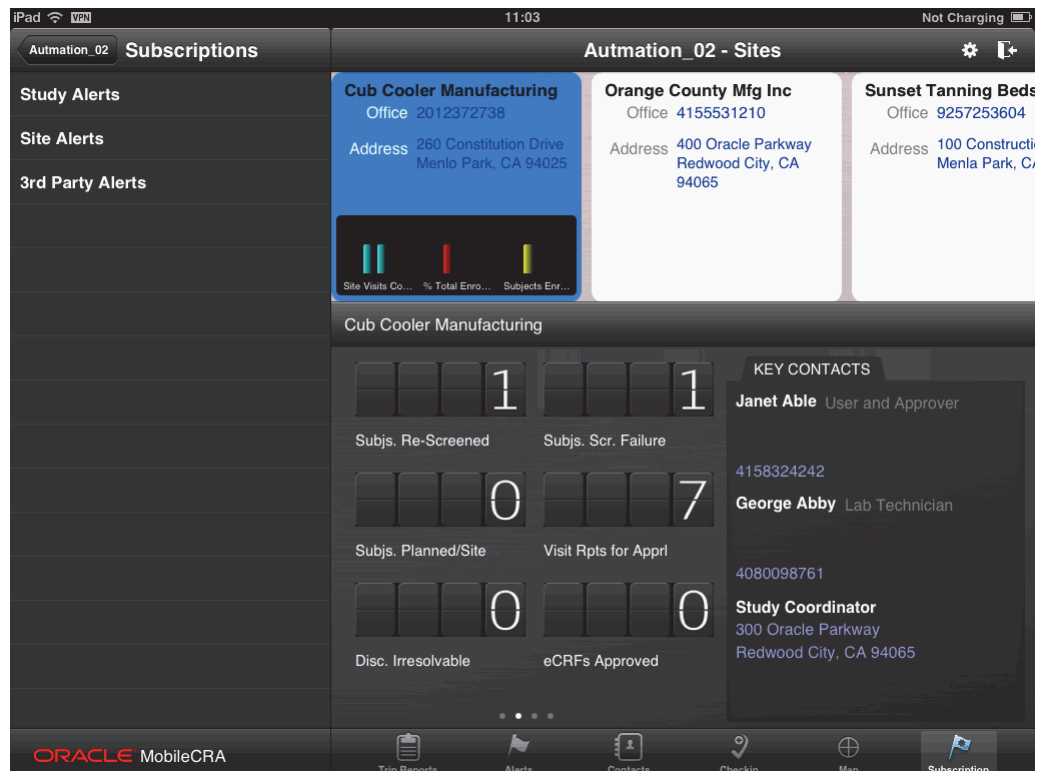 iPad VPN 11:03 Not Charging
Autmation_02 Subscriptions
Autmation_02 - Sites
Study Alerts
Site Alerts
3rd Party Alerts
Cub Cooler Manufacturing
Office 2012372738
Address 260 Constitution Drive
Menlo Park, CA 94025
Site Visits Co... % Total Enro... Subjects Enr...
Orange County Mfg Inc
Office 4155531210
Address 400 Oracle Parkway
Redwood City, CA
94065
Sunset Tanning Beds
Office 9257253604
Address 100 Constructi
Menla Park, CA
Cub Cooler Manufacturing
1 1
Subjs. Re-Screened Subjs. Scr. Failure
0 7
Subjs. Planned/Site Visit Rpts for Apprl
0 0
Disc. Irresolvable eCRFs Approved
KEY CONTACTS
Janet Able User and Approver
4158324242
George Abby Lab Technician
4080098761
Study Coordinator
300 Oracle Parkway
Redwood City, CA 94065
ORACLE MobileCRA
Trip Reports Alerts Contacts Checkin Map Subscription